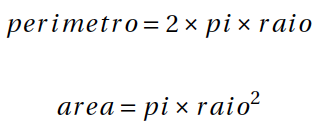 perimetro = 2 × pi × raio
area = pi × raio²